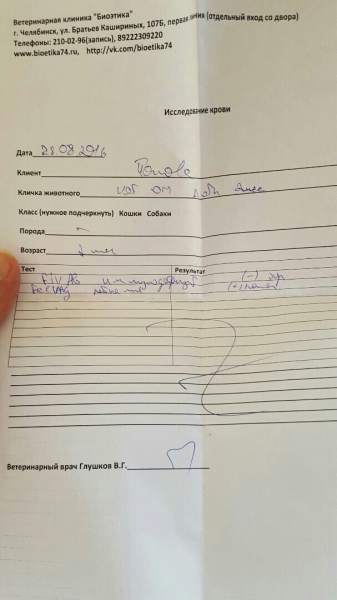 Ветеринарная клиника "Биоэтика"
г. Челябинск, ул. Братьев Кашириных, 107Б, первая линия (отдельный вход со двора)
Телефоны: 210-02-96(запись), 89222309220
www.bioetika74.ru, http://vk.com/bioetika74
Исследование крови
Дата 28.08.2016
Клиент
Кличка животного
Класс (нужное подчеркнуть) Кошки Собаки
Порода
Возраст
Тест Результат
FIV Ab (-)
FeLV Ag (-)
Ветеринарный врач Глушков В.Г.